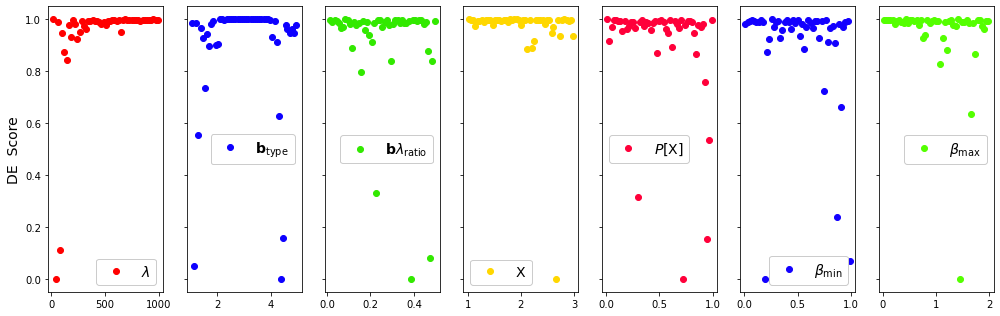 DE Score
1.0
0.8
0.6
0.4
0.2
0.0
λ
b_type
bλ_ratio
X
P[X]
β_min
β_max
0 500 1000
2 4
0.0 0.2 0.4
1 2 3
0.0 0.5 1.0
0.0 0.5 1.0
0 1 2